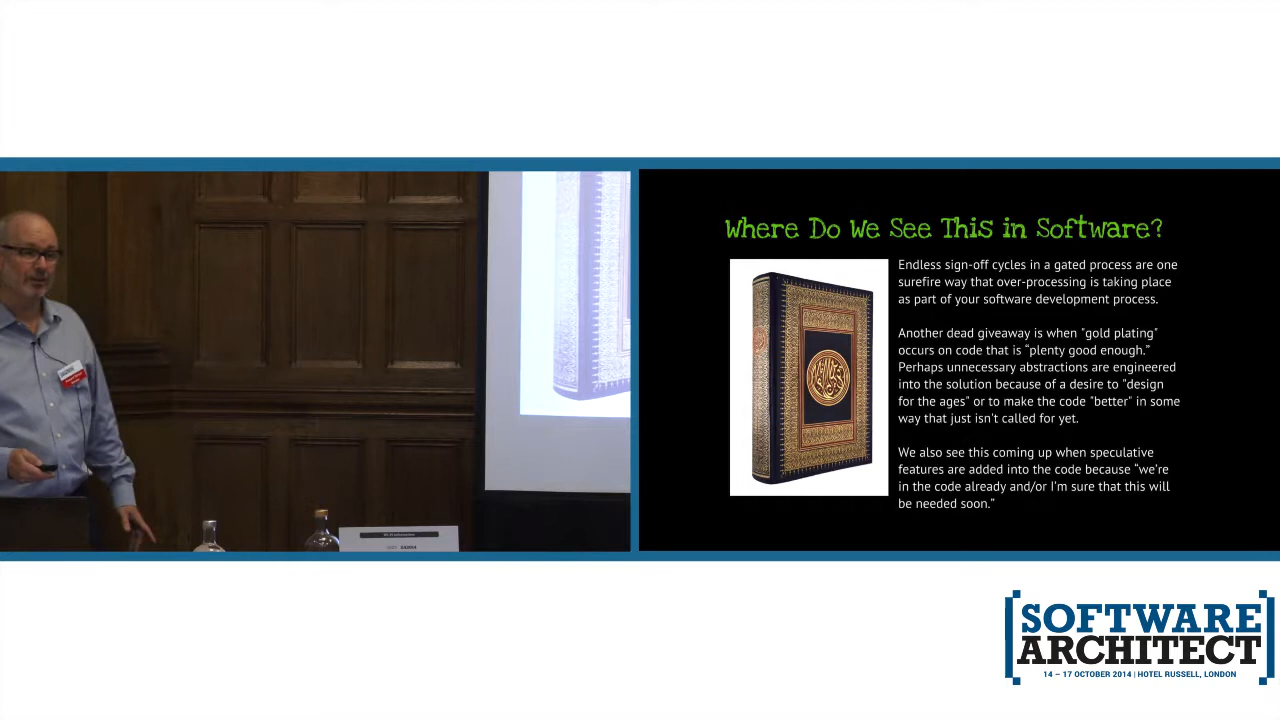 Where Do We See This in Software?
Endless sign-off cycles in a gated process are one
surefire way that over-processing is taking place
as part of your software development process.
Another dead giveaway is when "gold plating"
occurs on code that is “plenty good enough.”
Perhaps unnecessary abstractions are engineered
into the solution because of a desire to "design
for the ages" or to make the code "better" in some
way that just isn't called for yet.
We also see this coming up when speculative
features are added into the code because “we’re
in the code already and/or I’m sure that this will
be needed soon.”
[SOFTWARE
ARCHITECT]
14 – 17 OCTOBER 2014 | HOTEL RUSSELL, LONDON